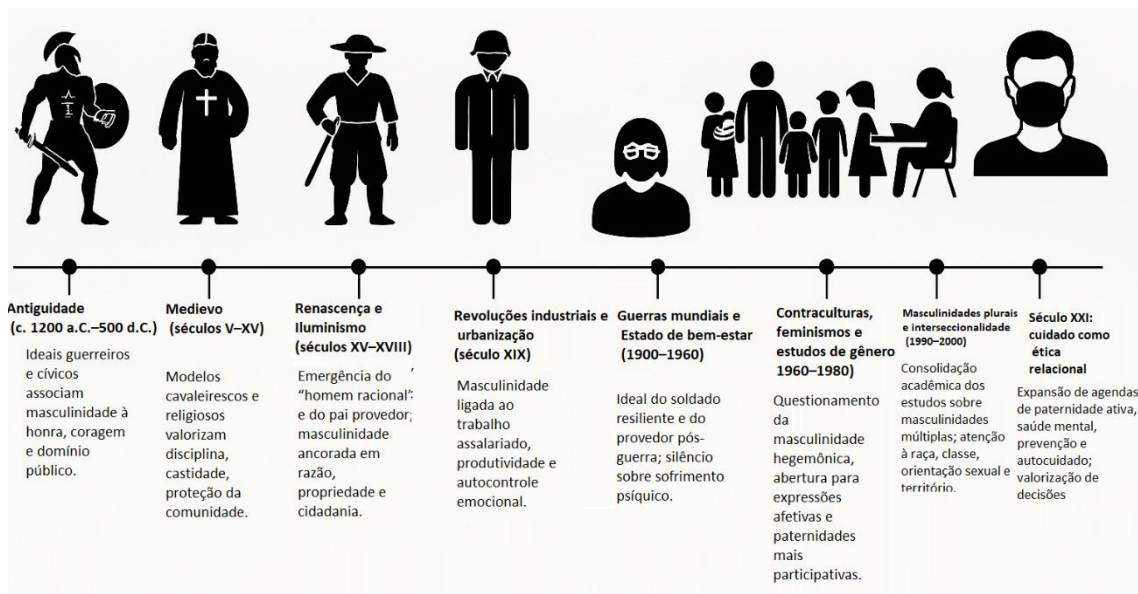 Antiguidade
(c. 1200 a.C.–500 d.C.)
Ideais guerreiros
e cívicos
associam
masculinidade à
honra, coragem
e domínio
público.
Medievo
(séculos V–XV)
Modelos
cavaleirescos e
religiosos
valorizam
disciplina,
castidade,
proteção da
comunidade.
Renascença e
Iluminismo
(séculos XV–XVIII)
Emergência do
“homem racional”
e do pai provedor;
masculinidade
ancorada em
razão,
propriedade e
cidadania.
Revoluções industriais e
urbanização
(século XIX)
Masculinidade
ligada ao
trabalho
assalariado,
produtividade e
autocontrole
emocional.
Guerras mundiais e
Estado de bem-estar
(1900–1960)
Ideal do soldado
resiliente e do
provedor pós-
guerra; silêncio
sobre sofrimento
psíquico.
Contraculturas,
feminismos e
estudos de gênero
1960–1980)
Questionamento
da
masculinidade
hegemônica,
abertura para
expressões
afetivas e
paternidades
mais
participativas.
Masculinidades plurais
e interseccionalidade
(1990–2000)
Consolidação
acadêmica dos
estudos sobre
masculinidades
múltiplas; atenção
à raça, classe,
orientação sexual e
território.
Século XXI:
cuidado como
ética
relacional
Expansão de agendas
de paternidade ativa,
saúde mental,
prevenção e
autocuidado;
valorização de
decisões